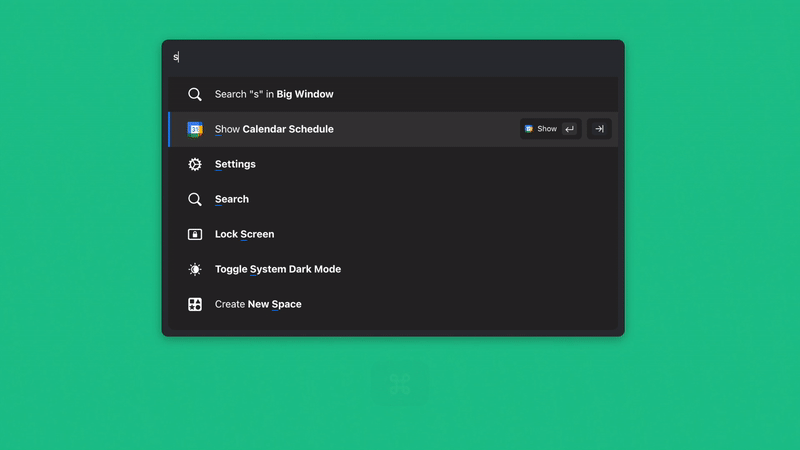 s
Search "s" in Big Window
Show Calendar Schedule
Show
Settings
Search
Lock Screen
Toggle System Dark Mode
Create New Space